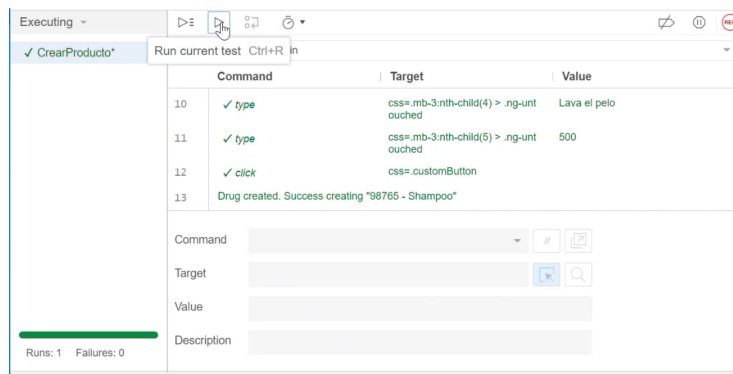 Executing
REC
✓ CrearProducto*
Run current test Ctrl+R
in
Command Target Value
10 ✓ type css=.mb-3:nth-child(4) > .ng-unt Lava el pelo
ouched
11 ✓ type css=.mb-3:nth-child(5) > .ng-unt 500
ouched
12 ✓ click css=.customButton
13 Drug created. Success creating "98765 - Shampoo"
Command
//
Target
Value
Description
Runs: 1 Failures: 0